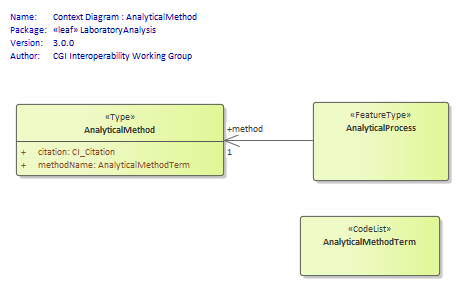 Name: Context Diagram : AnalyticalMethod
Package: «leaf» LaboratoryAnalysis
Version: 3.0.0
Author: CGI Interoperability Working Group
«Type»
AnalyticalMethod
+ citation: CI_Citation
+ methodName: AnalyticalMethodTerm
+method
1
«FeatureType»
AnalyticalProcess
«CodeList»
AnalyticalMethodTerm